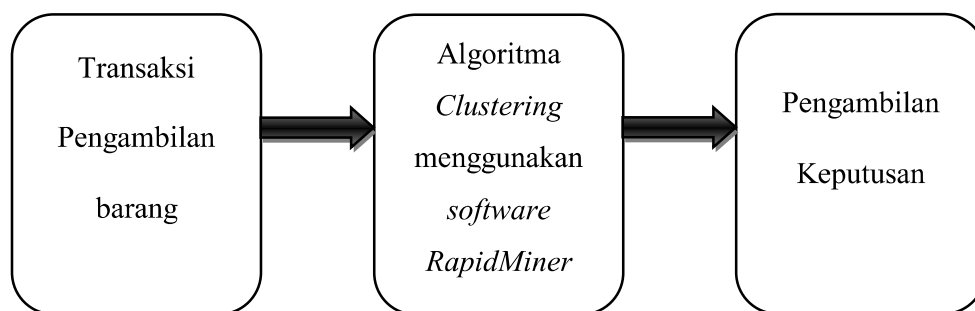 Transaksi
Pengambilan
barang
Algoritma
Clustering
menggunakan
software
RapidMiner
Pengambilan
Keputusan